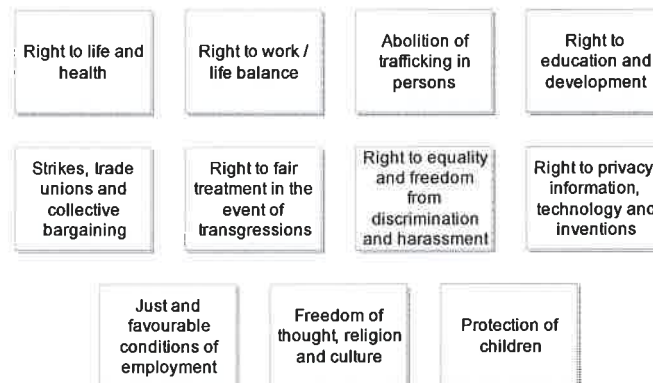 Right to life and
health
Right to work /
life balance
Abolition of
trafficking in
persons
Right to
education and
development
Strikes, trade
unions and
collective
bargaining
Right to fair
treatment in the
event of
transgressions
Right to equality
and freedom
from
discrimination
and harassment
Right to privacy
information,
technology and
inventions
Just and
favourable
conditions of
employment
Freedom of
thought, religion
and culture
Protection of
children